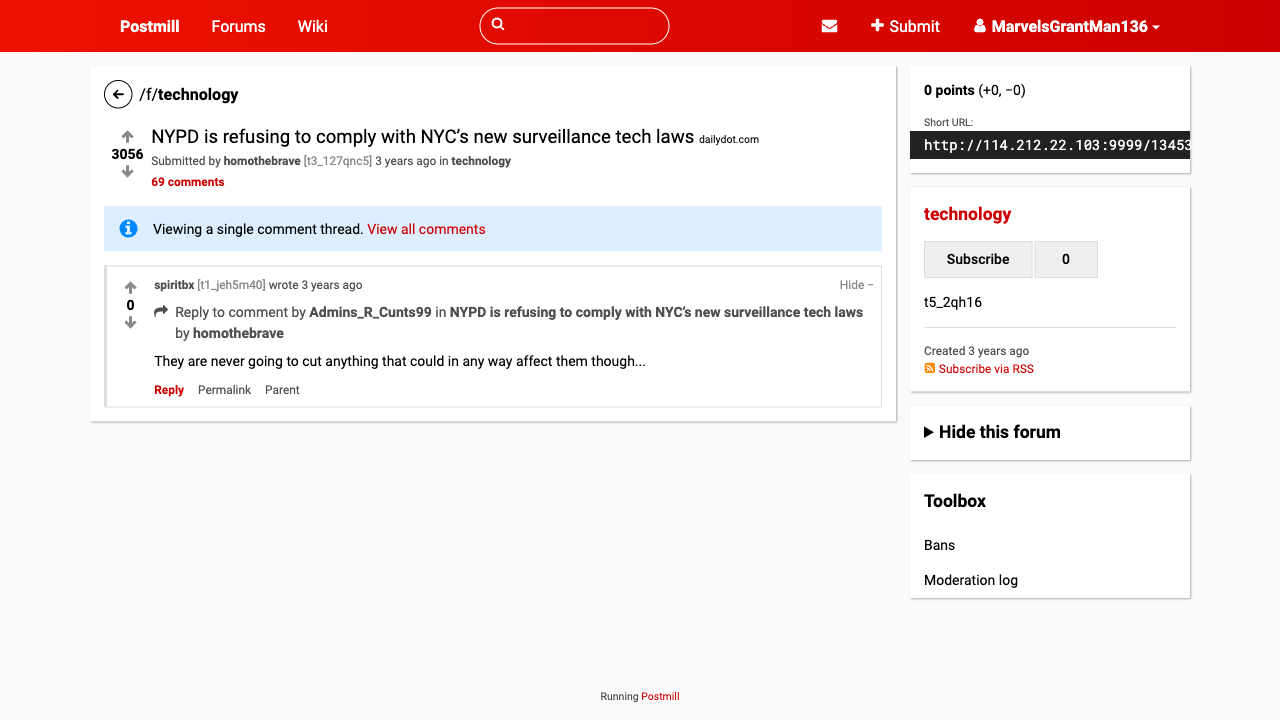 Postmill Forums Wiki Submit MarvelsGrantMan136
/f/technology
3056
NYPD is refusing to comply with NYC’s new surveillance tech laws dailydot.com
Submitted by homothebrave [t3_127qnc5] 3 years ago in technology
69 comments
Viewing a single comment thread. View all comments
0
spiritbx [t1_jeh5m40] wrote 3 years ago Hide −
Reply to comment by Admins_R_Cunts99 in NYPD is refusing to comply with NYC’s new surveillance tech laws
by homothebrave
They are never going to cut anything that could in any way affect them though...
Reply Permalink Parent
0 points (+0, −0)
Short URL:
http://114.212.22.103:9999/13453
technology
Subscribe 0
t5_2qh16
Created 3 years ago
Subscribe via RSS
Hide this forum
Toolbox
Bans
Moderation log
Running Postmill